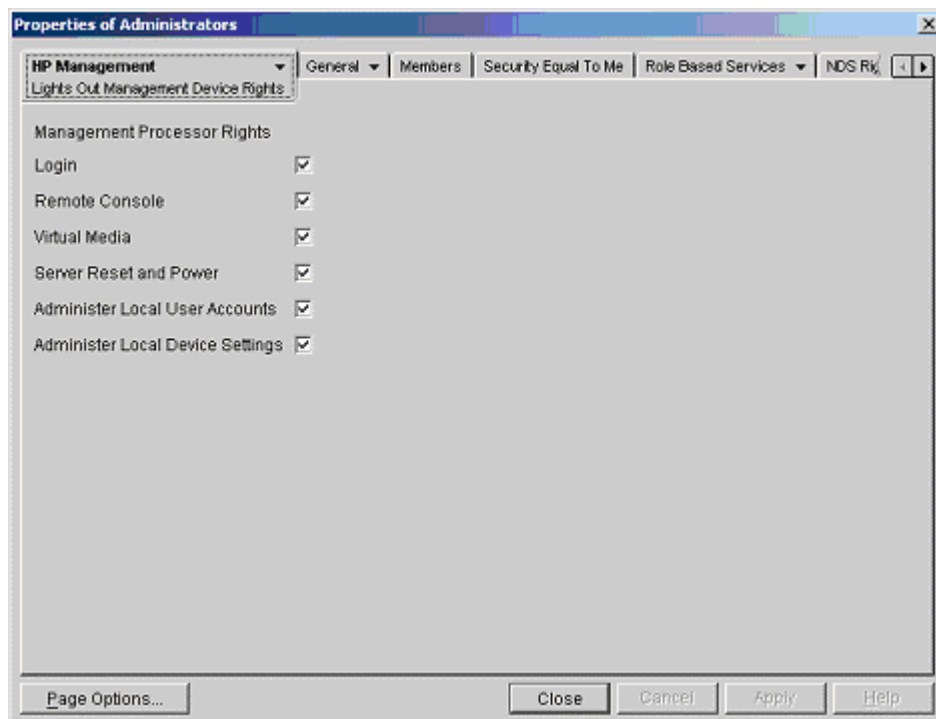 Properties of Administrators
HP Management General Members Security Equal To Me Role Based Services NDS
Lights Out Management Device Rights
Management Processor Rights
Login
Remote Console
Virtual Media
Server Reset and Power
Administer Local User Accounts
Administer Local Device Settings
Page Options... Close Cancel Apply Help